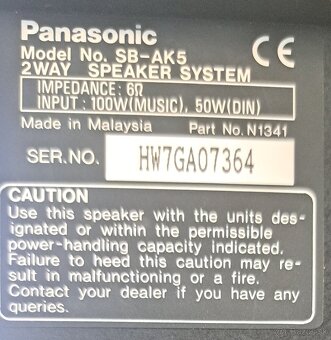 Panasonic
CE
Model No. SB-AK5
2WAY SPEAKER SYSTEM
IMPEDANCE: 6Ω
INPUT : 100W(MUSIC), 50W(DIN)
Made in Malaysia Part No. N1341
SER.NO. HW7GA07364
CAUTION
Use this speaker with the units des-
ignated or within the permissible
power-handling capacity indicated.
Failure to heed this caution may re-
sult in malfunctioning or a fire.
Contact your dealer if you have any
queries.